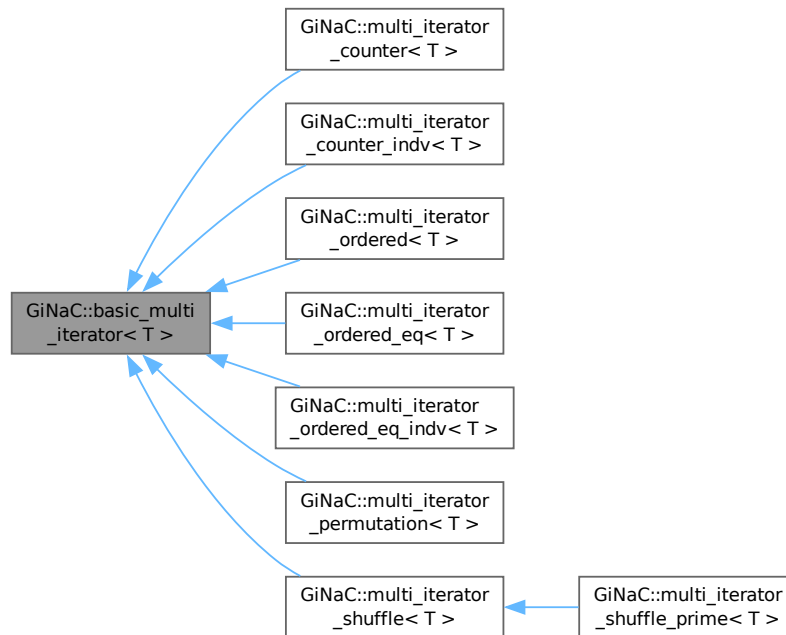 GiNaC::multi_iterator
_counter< T >
GiNaC::multi_iterator
_counter_indv< T >
GiNaC::multi_iterator
_ordered< T >
GiNaC::basic_multi
_iterator< T >
GiNaC::multi_iterator
_ordered_eq< T >
GiNaC::multi_iterator
_ordered_eq_indv< T >
GiNaC::multi_iterator
_permutation< T >
GiNaC::multi_iterator
_shuffle< T >
GiNaC::multi_iterator
_shuffle_prime< T >